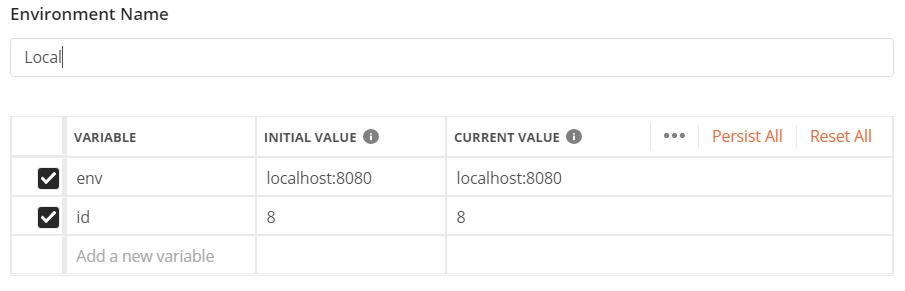 Environment Name
Local
VARIABLE INITIAL VALUE CURRENT VALUE ••• Persist All Reset All
env localhost:8080 localhost:8080
id 8 8
Add a new variable